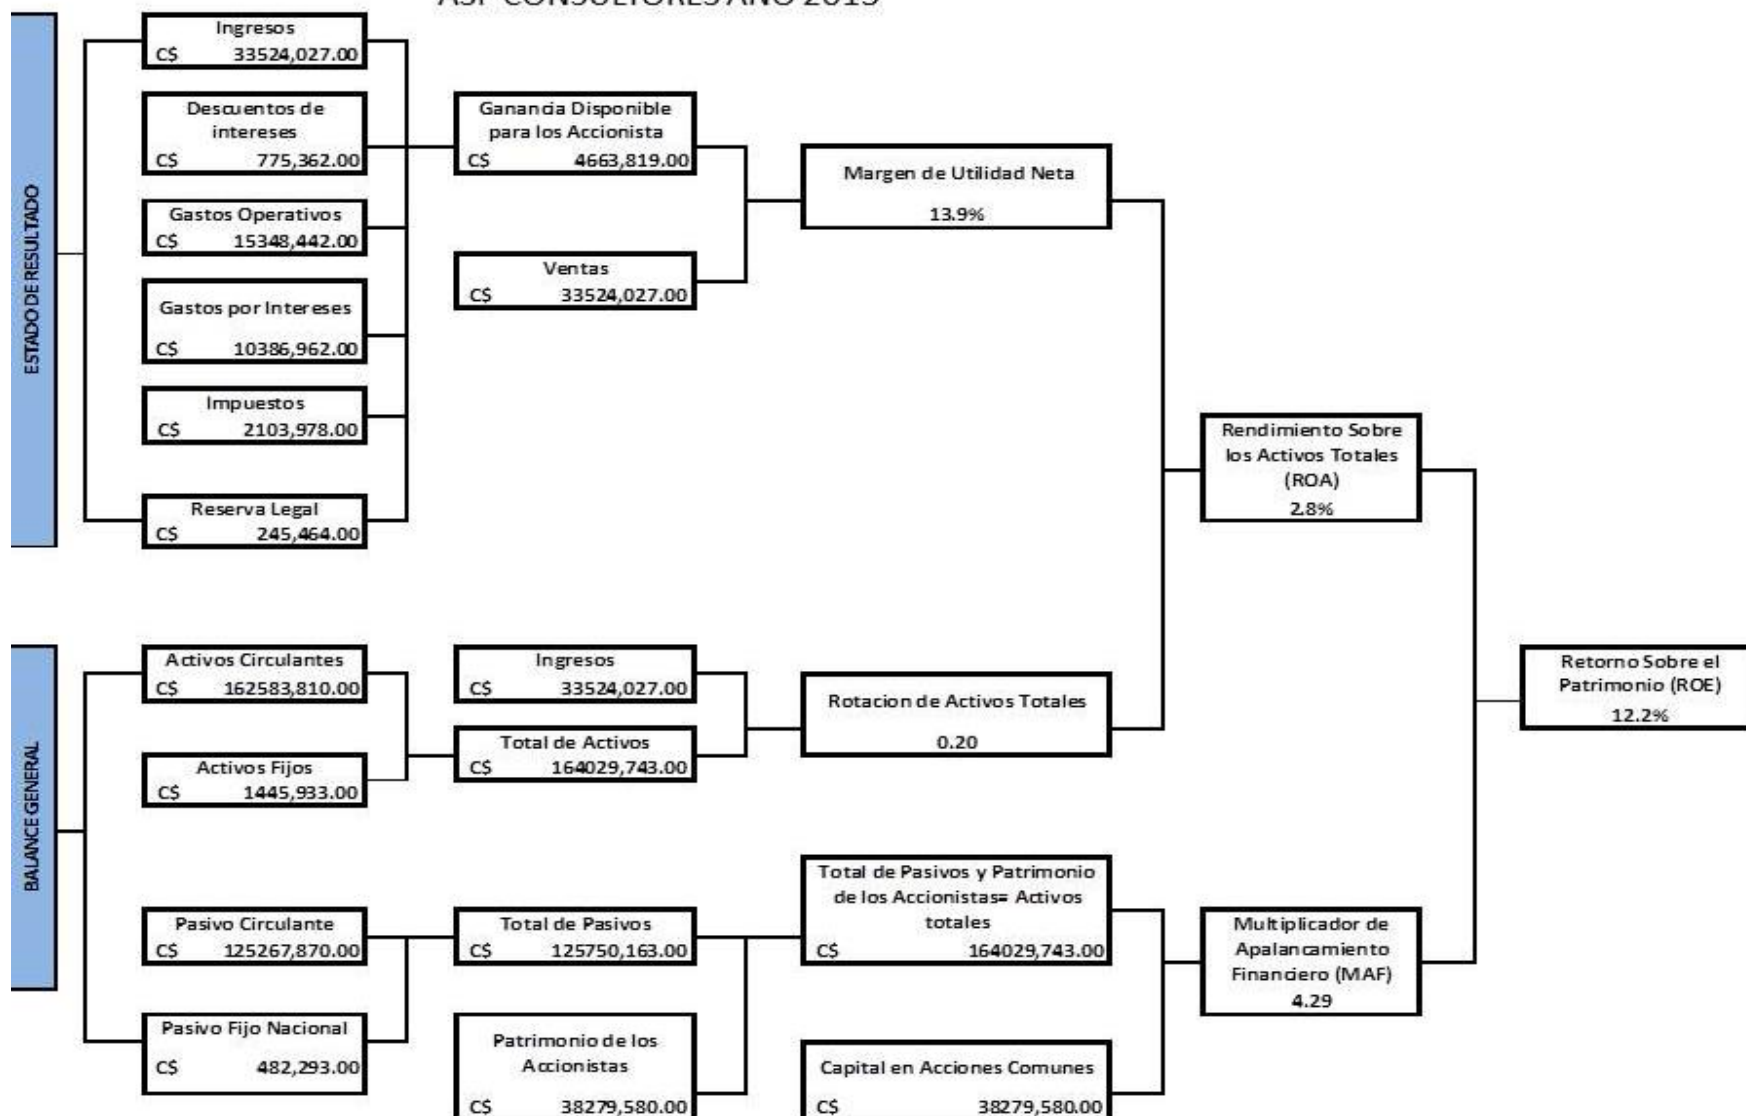 ASF CONSULTORES AÑO 2015
ESTADO DE RESULTADO
Ingresos
C$ 33524,027.00
Descuentos de
intereses
C$ 775,362.00
Gastos Operativos
C$ 15348,442.00
Gastos por Intereses
C$ 10386,962.00
Impuestos
C$ 2103,978.00
Reserva Legal
C$ 245,464.00
Ganancia Disponible
para los Accionista
C$ 4663,819.00
Ventas
C$ 33524,027.00
Margen de Utilidad Neta
13.9%
Rendimiento Sobre
los Activos Totales
(ROA)
2.8%
BALANCE GENERAL
Activos Circulantes
C$ 162583,810.00
Activos Fijos
C$ 1445,933.00
Ingresos
C$ 33524,027.00
Total de Activos
C$ 164029,743.00
Rotacion de Activos Totales
0.20
Retorno Sobre el
Patrimonio (ROE)
12.2%
Pasivo Circulante
C$ 125267,870.00
Pasivo Fijo Nacional
C$ 482,293.00
Total de Pasivos
C$ 125750,163.00
Patrimonio de los
Accionistas
C$ 38279,580.00
Total de Pasivos y Patrimonio
de los Accionistas= Activos
totales
C$ 164029,743.00
Capital en Acciones Comunes
C$ 38279,580.00
Multiplicador de
Apalancamiento
Financiero (MAF)
4.29